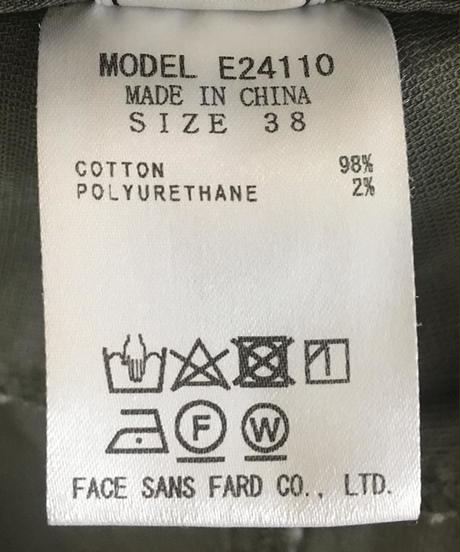 MODEL E24110
MADE IN CHINA
SIZE 38
COTTON 98%
POLYURETHANE 2%
F W
FACE SANS FARD CO., LTD.